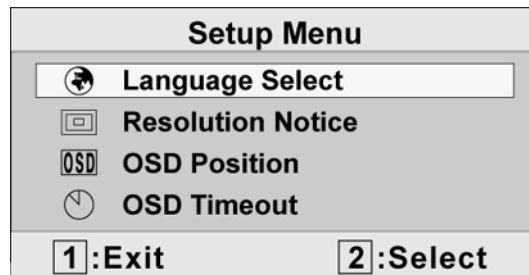 Setup Menu
Language Select
Resolution Notice
OSD OSD Position
OSD Timeout
1:Exit 2:Select